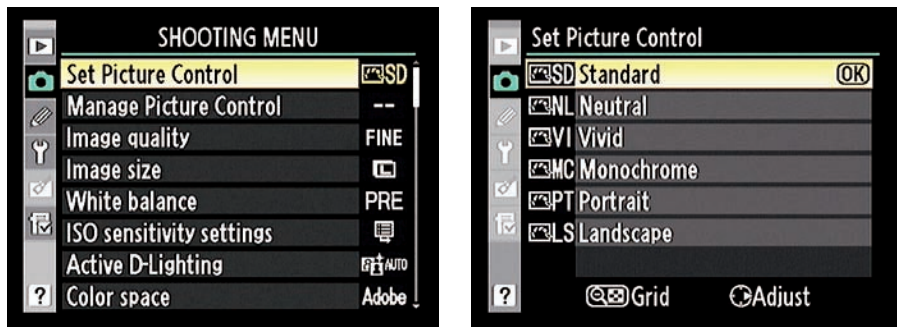 SHOOTING MENU
Set Picture Control SD
Manage Picture Control --
Image quality FINE
Image size L
White balance PRE
ISO sensitivity settings
Active D-Lighting AUTO
Color space Adobe
?
Set Picture Control
SD Standard OK
NL Neutral
VI Vivid
MC Monochrome
PT Portrait
LS Landscape
? Grid Adjust